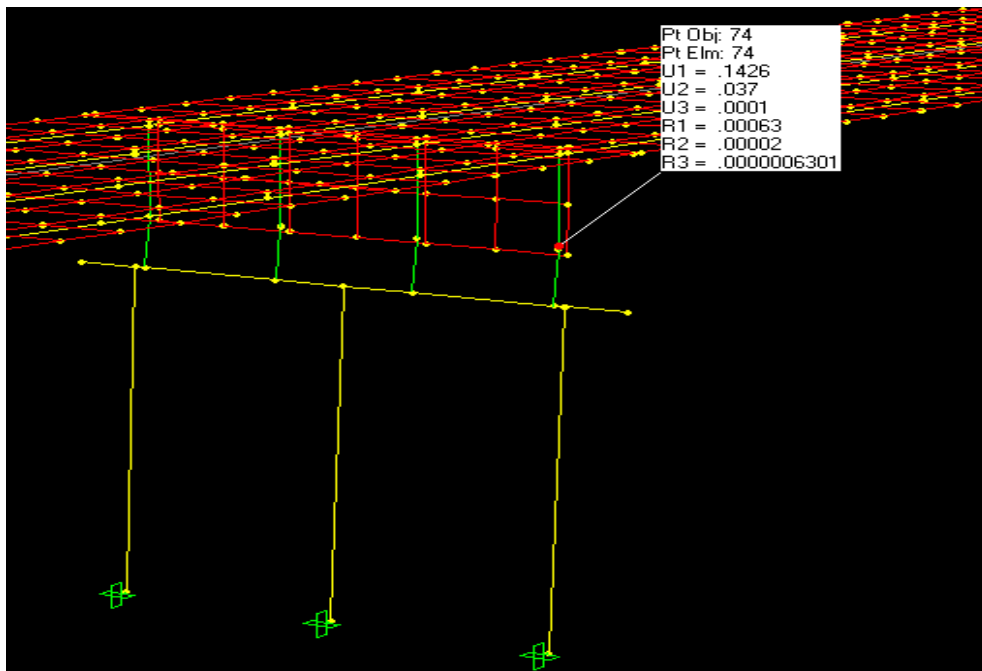 Pt Obj: 74
Pt Elm: 74
U1 = .1426
U2 = .037
U3 = .0001
R1 = .00063
R2 = .00002
R3 = .0000006301